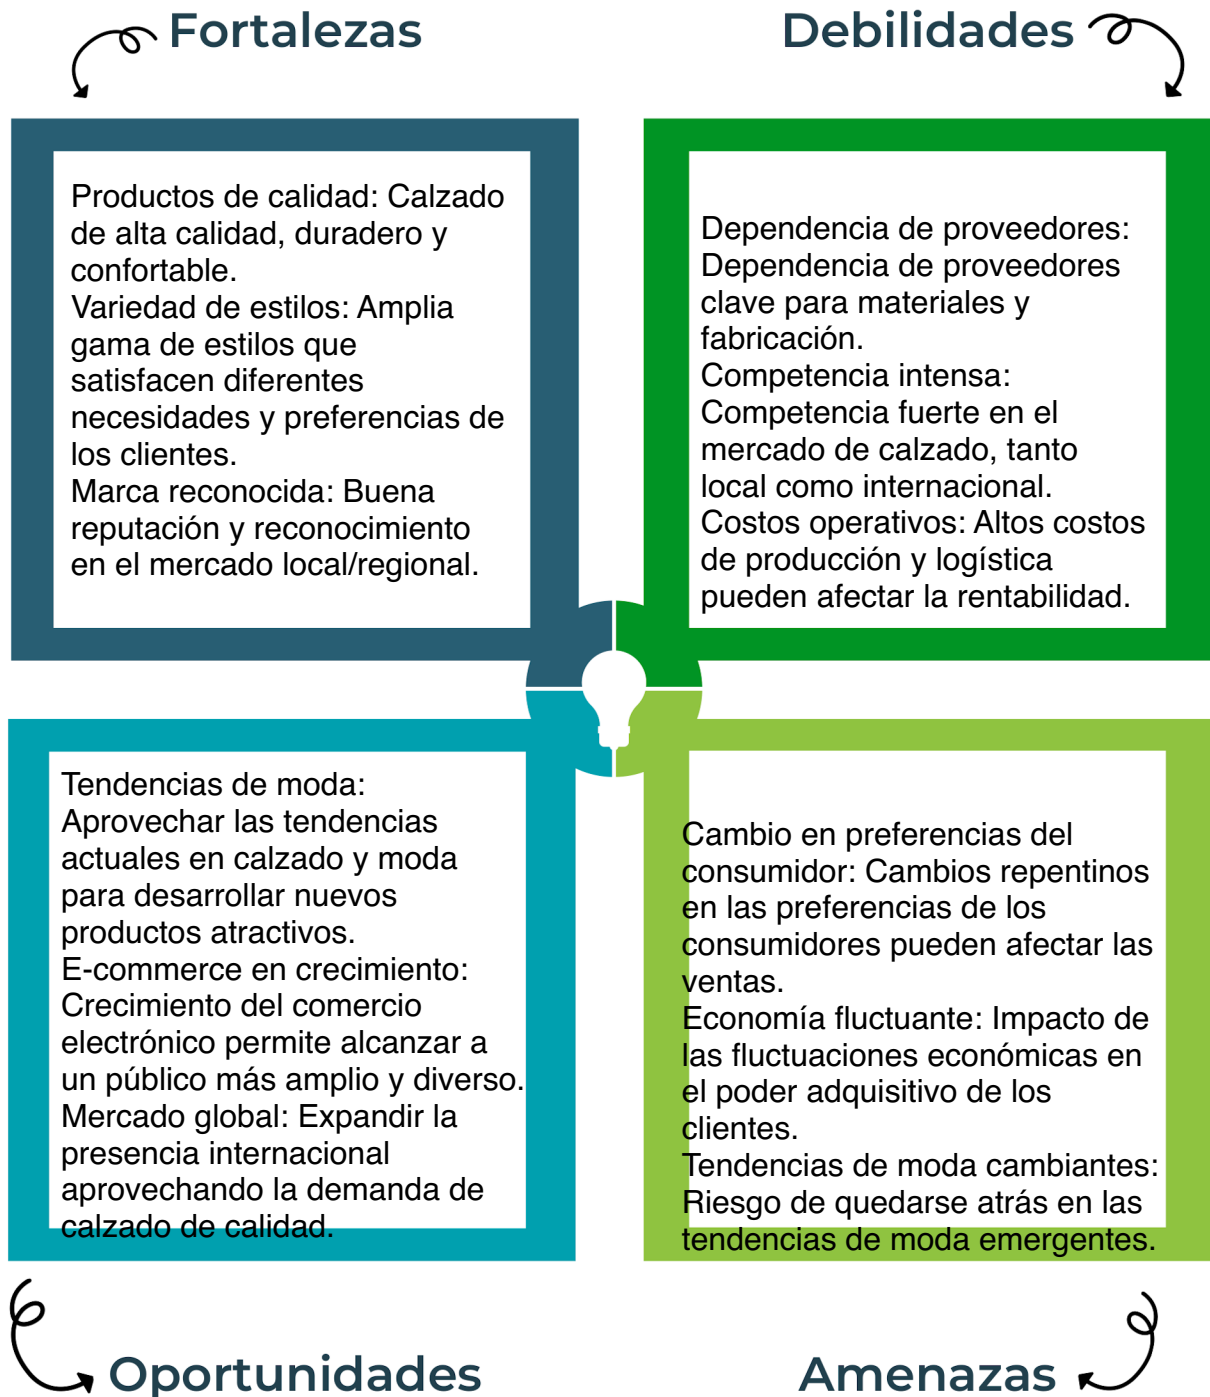 Fortalezas
Productos de calidad: Calzado
de alta calidad, duradero y
confortable.
Variedad de estilos: Amplia
gama de estilos que
satisfacen diferentes
necesidades y preferencias de
los clientes.
Marca reconocida: Buena
reputación y reconocimiento
en el mercado local/regional.
Debilidades
Dependencia de proveedores:
Dependencia de proveedores
clave para materiales y
fabricación.
Competencia intensa:
Competencia fuerte en el
mercado de calzado, tanto
local como internacional.
Costos operativos: Altos costos
de producción y logística
pueden afectar la rentabilidad.
Tendencias de moda:
Aprovechar las tendencias
actuales en calzado y moda
para desarrollar nuevos
productos atractivos.
E-commerce en crecimiento:
Crecimiento del comercio
electrónico permite alcanzar a
un público más amplio y diverso.
Mercado global: Expandir la
presencia internacional
aprovechando la demanda de
calzado de calidad.
Oportunidades
Cambio en preferencias del
consumidor: Cambios repentinos
en las preferencias de los
consumidores pueden afectar las
ventas.
Economía fluctuante: Impacto de
las fluctuaciones económicas en
el poder adquisitivo de los
clientes.
Tendencias de moda cambiantes:
Riesgo de quedarse atrás en las
tendencias de moda emergentes.
Amenazas